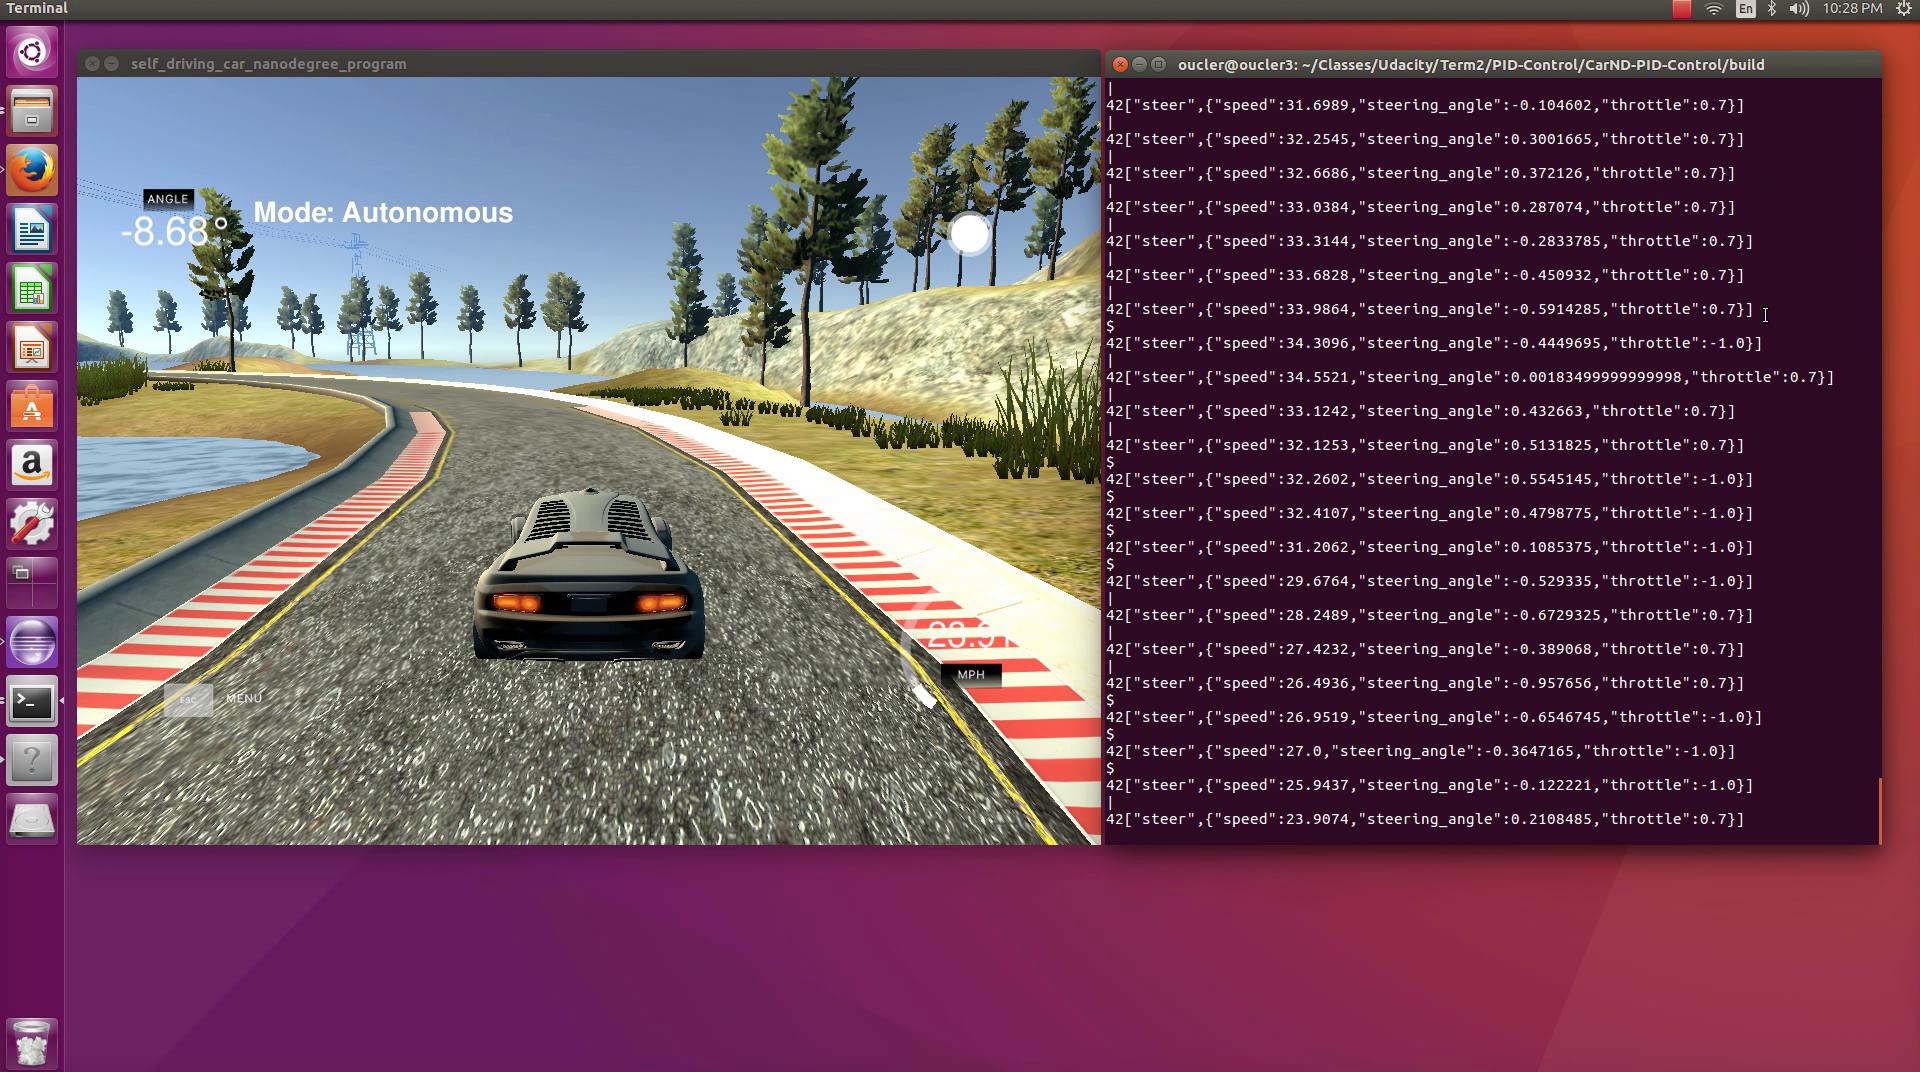 Terminal
En
10:28 PM
self_driving_car_nanodegree_program
ANGLE
-8.68°
Mode: Autonomous
MPH
ESC
MENU
oucler@oucler3: ~/Classes/Udacity/Term2/PID-Control/CarND-PID-Control/build
|
42["steer",{"speed":31.6989,"steering_angle":-0.104602,"throttle":0.7}]
|
42["steer",{"speed":32.2545,"steering_angle":0.3001665,"throttle":0.7}]
|
42["steer",{"speed":32.6686,"steering_angle":0.372126,"throttle":0.7}]
|
42["steer",{"speed":33.0384,"steering_angle":0.287074,"throttle":0.7}]
|
42["steer",{"speed":33.3144,"steering_angle":-0.2833785,"throttle":0.7}]
|
42["steer",{"speed":33.6828,"steering_angle":-0.450932,"throttle":0.7}]
|
42["steer",{"speed":33.9864,"steering_angle":-0.5914285,"throttle":0.7}]
$
42["steer",{"speed":34.3096,"steering_angle":-0.4449695,"throttle":-1.0}]
|
42["steer",{"speed":34.5521,"steering_angle":0.00183499999999998,"throttle":0.7}]
|
42["steer",{"speed":33.1242,"steering_angle":0.432663,"throttle":0.7}]
|
42["steer",{"speed":32.1253,"steering_angle":0.5131825,"throttle":0.7}]
$
42["steer",{"speed":32.2602,"steering_angle":0.5545145,"throttle":-1.0}]
$
42["steer",{"speed":32.4107,"steering_angle":0.4798775,"throttle":-1.0}]
$
42["steer",{"speed":31.2062,"steering_angle":0.1085375,"throttle":-1.0}]
$
42["steer",{"speed":29.6764,"steering_angle":-0.529335,"throttle":-1.0}]
|
42["steer",{"speed":28.2489,"steering_angle":-0.6729325,"throttle":0.7}]
|
42["steer",{"speed":27.4232,"steering_angle":-0.389068,"throttle":0.7}]
|
42["steer",{"speed":26.4936,"steering_angle":-0.957656,"throttle":0.7}]
$
42["steer",{"speed":26.9519,"steering_angle":-0.6546745,"throttle":-1.0}]
$
42["steer",{"speed":27.0,"steering_angle":-0.3647165,"throttle":-1.0}]
$
42["steer",{"speed":25.9437,"steering_angle":-0.122221,"throttle":-1.0}]
|
42["steer",{"speed":23.9074,"steering_angle":0.2108485,"throttle":0.7}]